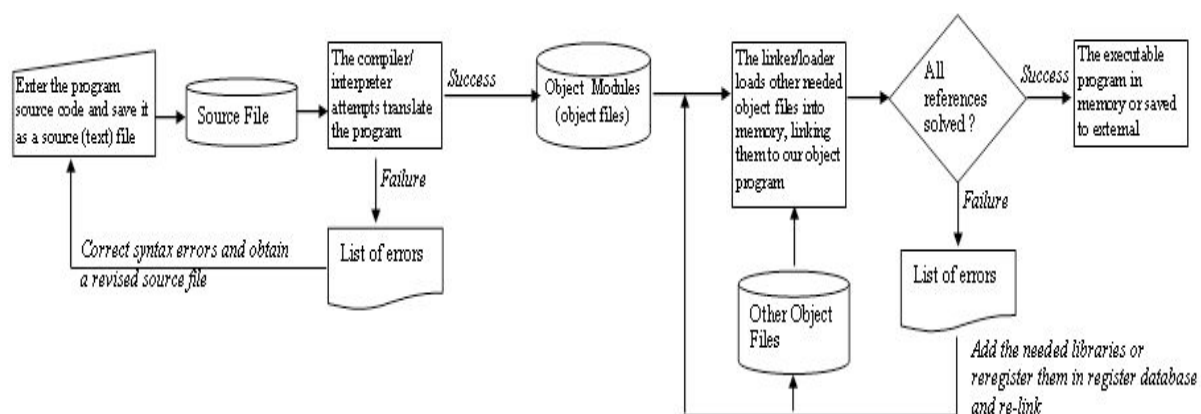 Enter the program
source code and save it
as a source (text) file
Source File
The compiler/
interpreter
attempts translate
the program
Success
Object Modules
(object files)
The linker/loader
loads other needed
object files into
memory, linking
them to our object
program
All
references
solved ?
Success
The executable
program in
memory or saved
to external
Failure
List of errors
Correct syntax errors and obtain
a revised source file
Failure
List of errors
Other Object
Files
Add the needed libraries or
reregister them in register database
and re-link